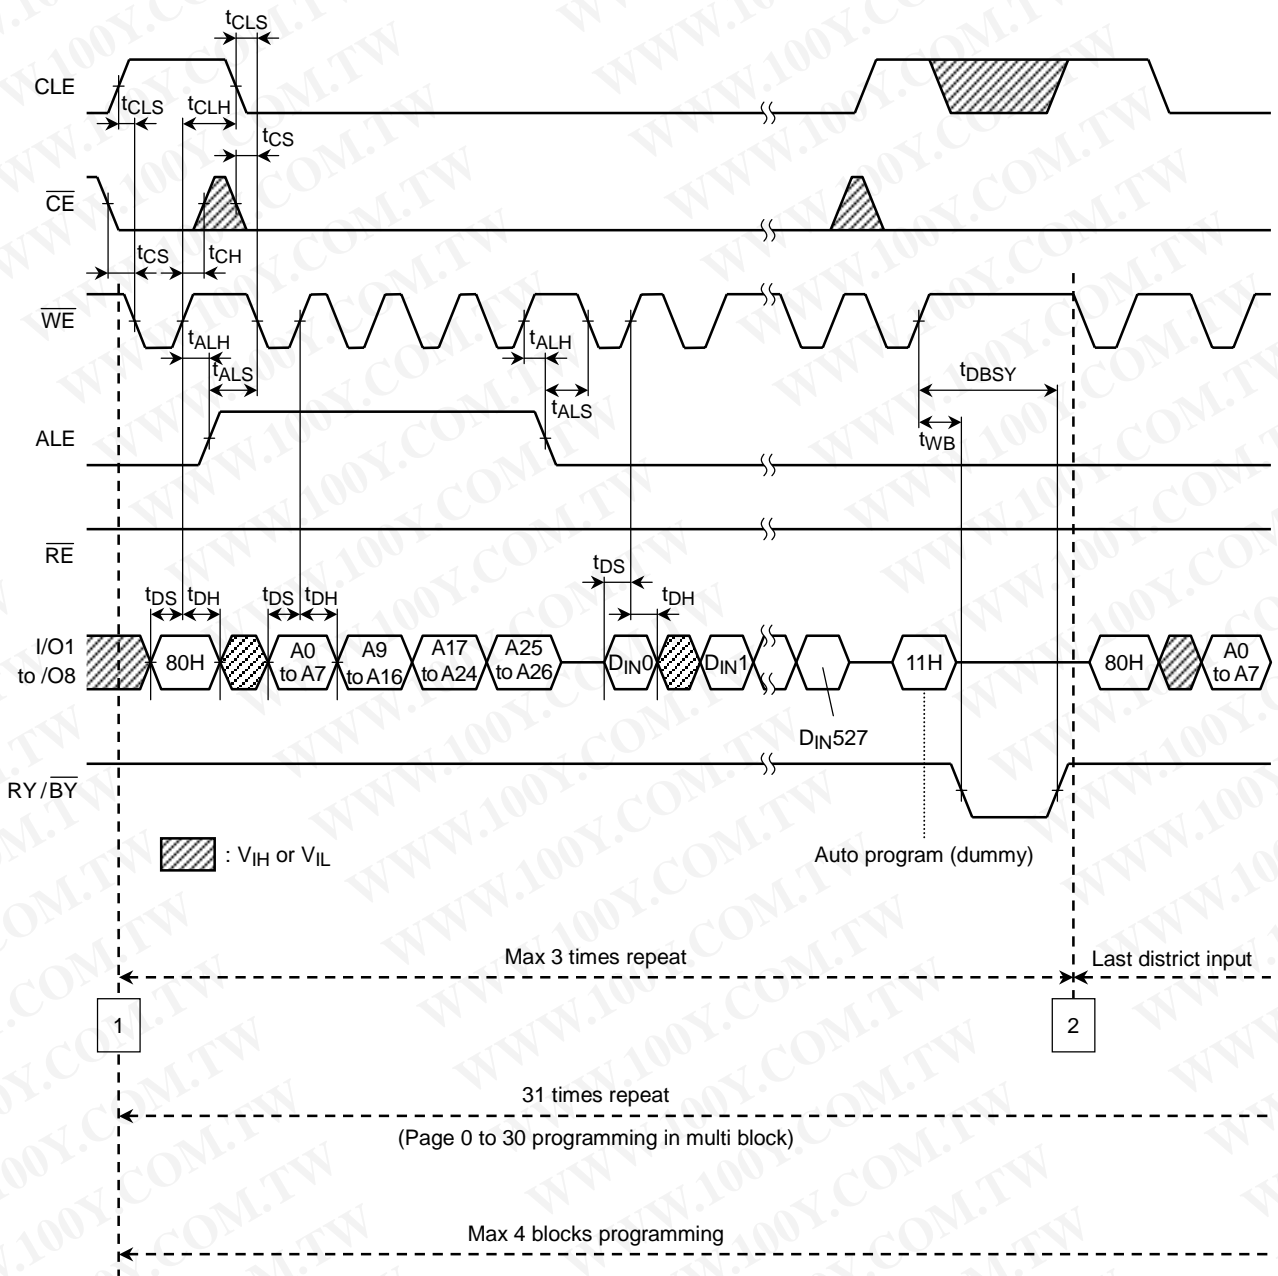 tCLS
CLE
tCLS
tCLH
tCS
CE
tCS
tCH
WE
tALH
tALS
tALH
tALS
tDBSY
tWB
ALE
RE
tDS
tDH
tDS
tDH
tDS
tDH
I/O1
to /O8
80H
A0
to A7
A9
to A16
A17
to A24
A25
to A26
DIN0
DIN1
DIN527
11H
80H
A0
to A7
RY/BY
: VIH or VIL
Auto program (dummy)
Max 3 times repeat
Last district input
1
2
31 times repeat
(Page 0 to 30 programming in multi block)
Max 4 blocks programming
WWW.100Y.COM.TW